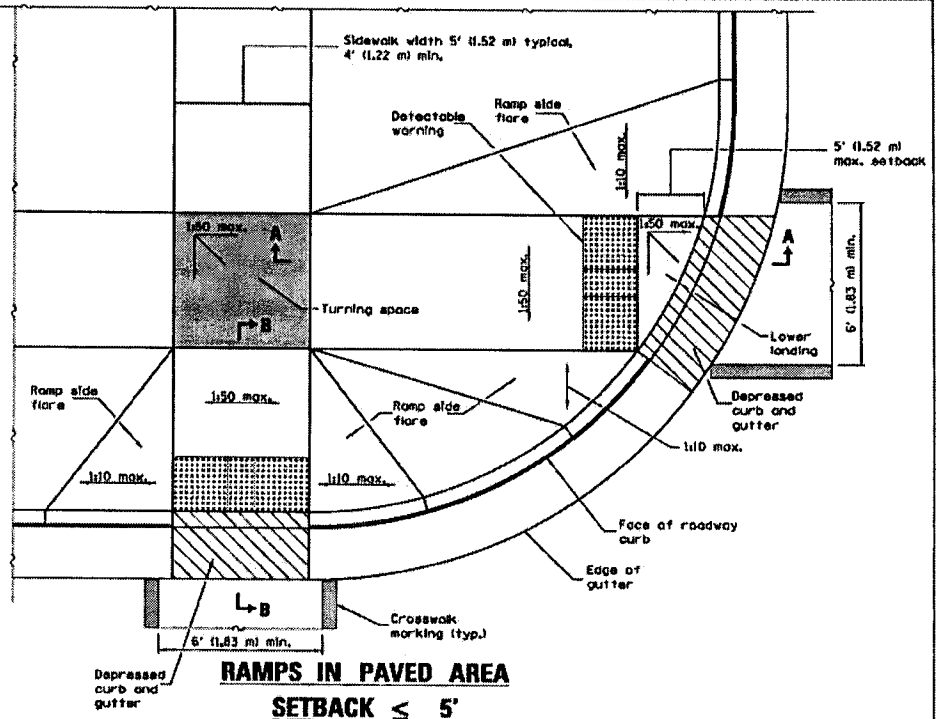 Sidewalk width 5' (1.52 m) typical,
4' (1.22 m) min.
Detectable
warning
Ramp side
flare
1:10 max.
5' (1.52 m)
max. setback
1:50 max.
A
1:50 max.
A
Turning space
B
1:50 max.
6' (1.83 m) min.
Lower
landing
Ramp side
flare
1:50 max.
Ramp side
flare
Depressed
curb and
gutter
1:10 max.
1:10 max.
1:10 max.
Face of roadway
curb
Edge of
gutter
B
Crosswalk
marking (typ.)
6' (1.83 m) min.
Depressed
curb and
gutter
RAMPS IN PAVED AREA
SETBACK ≤ 5'